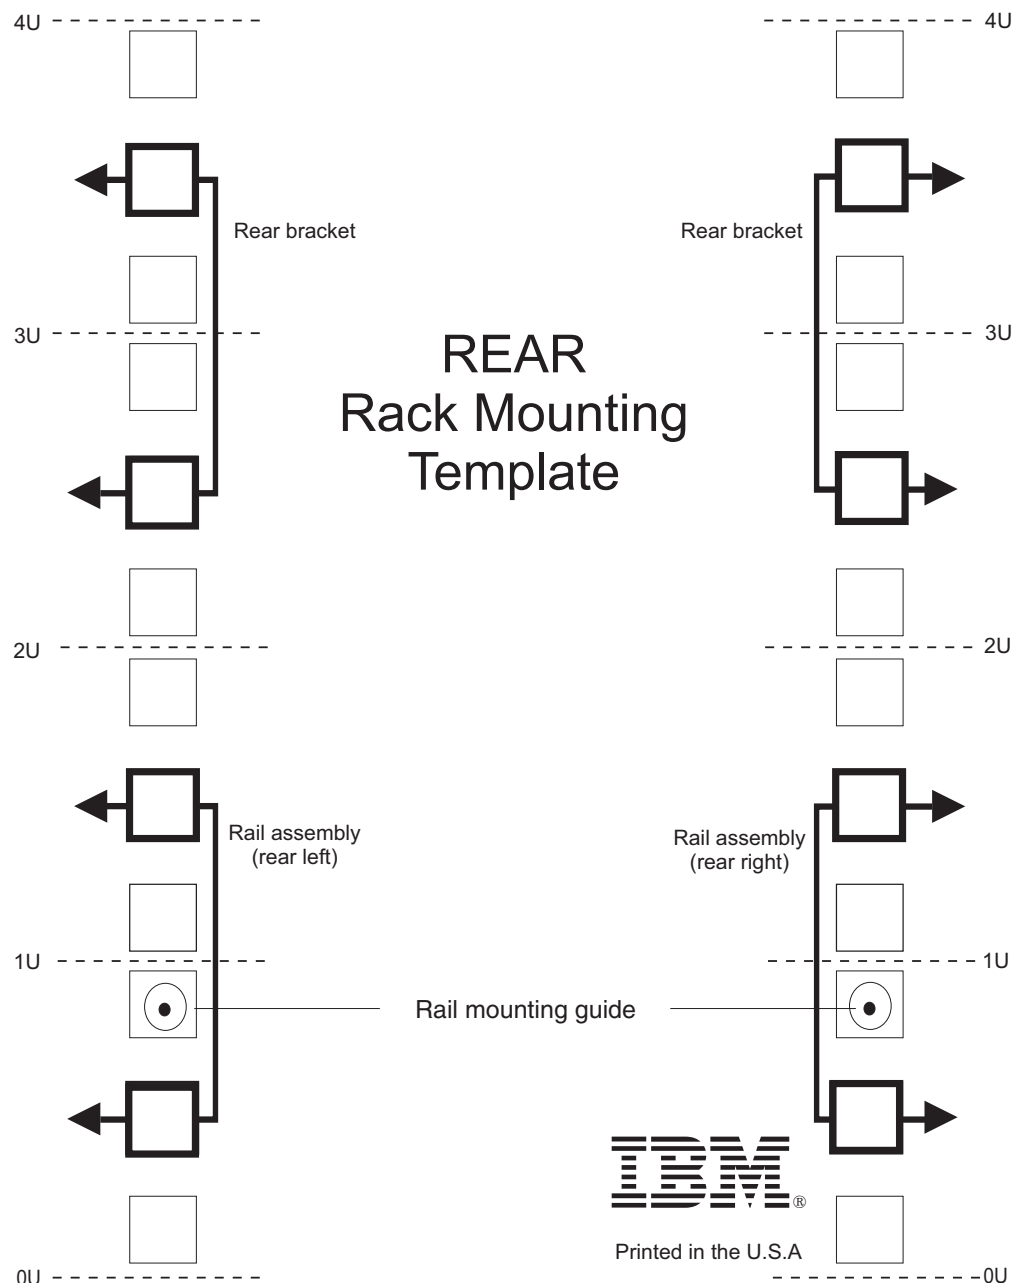 4U
4U
Rear bracket
Rear bracket
3U
3U
REAR
Rack Mounting
Template
2U
2U
Rail assembly
(rear left)
Rail assembly
(rear right)
1U
1U
Rail mounting guide
IBM®
Printed in the U.S.A
0U
0U